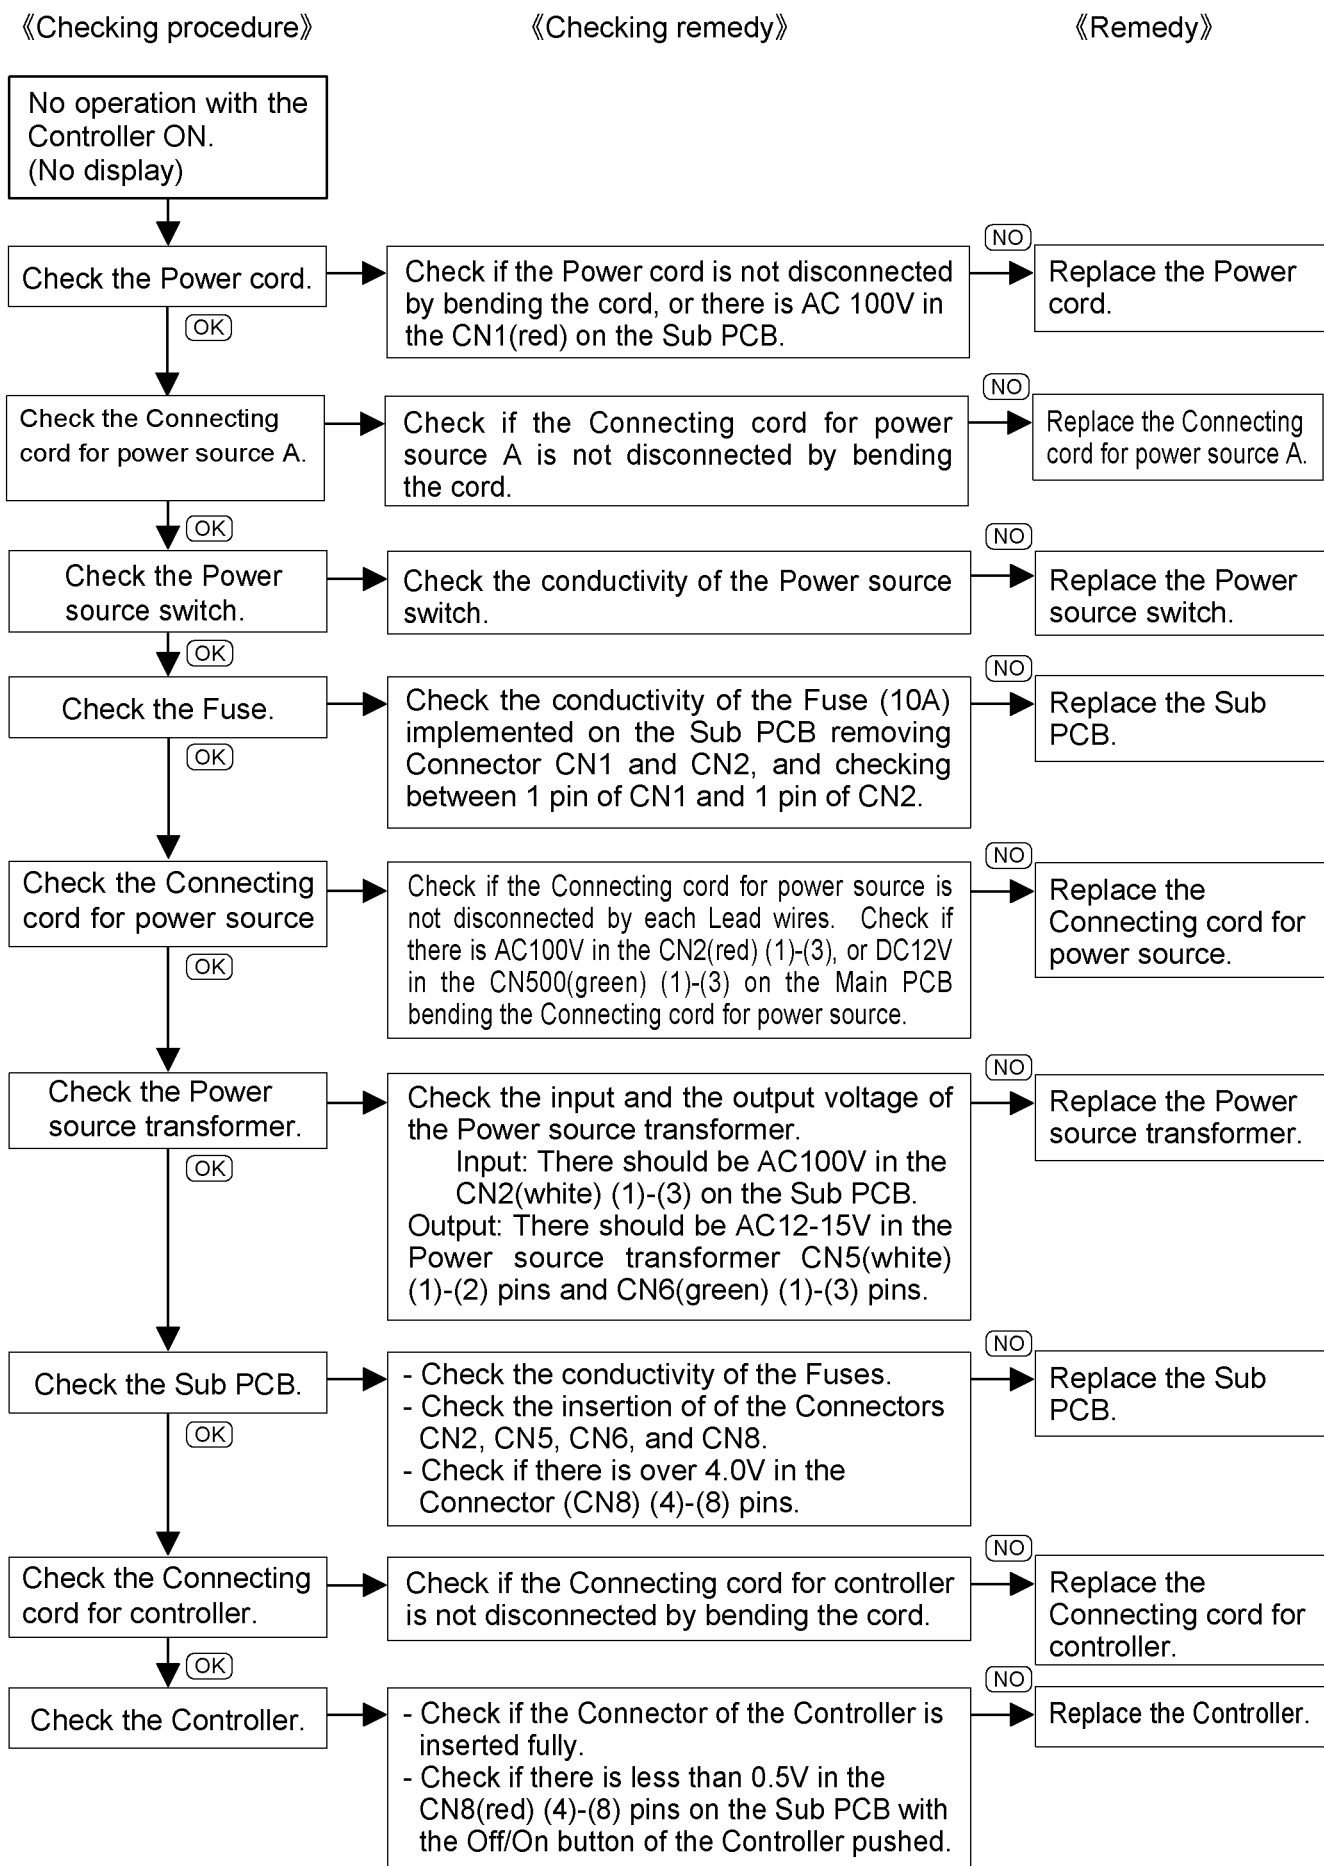 《Checking procedure》
《Checking remedy》
《Remedy》
No operation with the
Controller ON.
(No display)
Check the Power cord.
OK
Check if the Power cord is not disconnected
by bending the cord, or there is AC 100V in
the CN1(red) on the Sub PCB.
NO
Replace the Power
cord.
Check the Connecting
cord for power source A.
OK
Check if the Connecting cord for power
source A is not disconnected by bending
the cord.
NO
Replace the Connecting
cord for power source A.
Check the Power
source switch.
OK
Check the conductivity of the Power source
switch.
NO
Replace the Power
source switch.
Check the Fuse.
OK
Check the conductivity of the Fuse (10A)
implemented on the Sub PCB removing
Connector CN1 and CN2, and checking
between 1 pin of CN1 and 1 pin of CN2.
NO
Replace the Sub
PCB.
Check the Connecting
cord for power source
OK
Check if the Connecting cord for power source is
not disconnected by each Lead wires. Check if
there is AC100V in the CN2(red) (1)-(3), or DC12V
in the CN500(green) (1)-(3) on the Main PCB
bending the Connecting cord for power source.
NO
Replace the
Connecting cord for
power source.
Check the Power
source transformer.
OK
Check the input and the output voltage of
the Power source transformer.
Input: There should be AC100V in the
CN2(white) (1)-(3) on the Sub PCB.
Output: There should be AC12-15V in the
Power source transformer CN5(white)
(1)-(2) pins and CN6(green) (1)-(3) pins.
NO
Replace the Power
source transformer.
Check the Sub PCB.
OK
- Check the conductivity of the Fuses.
- Check the insertion of of the Connectors
CN2, CN5, CN6, and CN8.
- Check if there is over 4.0V in the
Connector (CN8) (4)-(8) pins.
NO
Replace the Sub
PCB.
Check the Connecting
cord for controller.
OK
Check if the Connecting cord for controller
is not disconnected by bending the cord.
NO
Replace the
Connecting cord for
controller.
Check the Controller.
- Check if the Connector of the Controller is
inserted fully.
- Check if there is less than 0.5V in the
CN8(red) (4)-(8) pins on the Sub PCB with
the Off/On button of the Controller pushed.
NO
Replace the Controller.